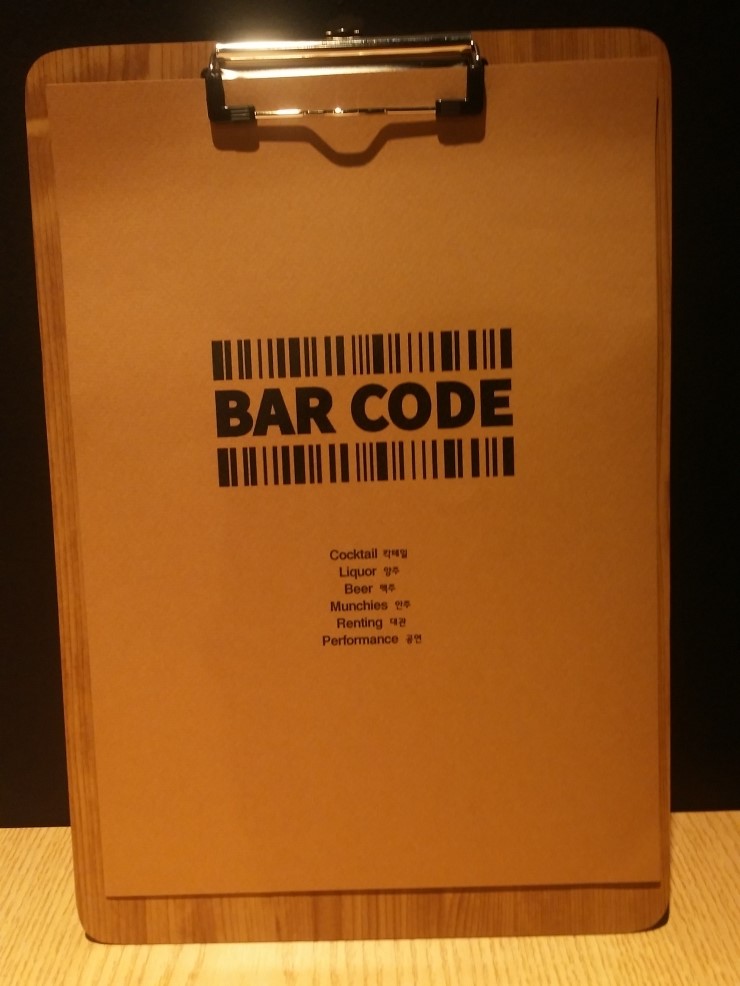 BAR CODE
Cocktail 칵테일
Liquor 양주
Beer 맥주
Munchies 안주
Renting 대관
Performance 공연